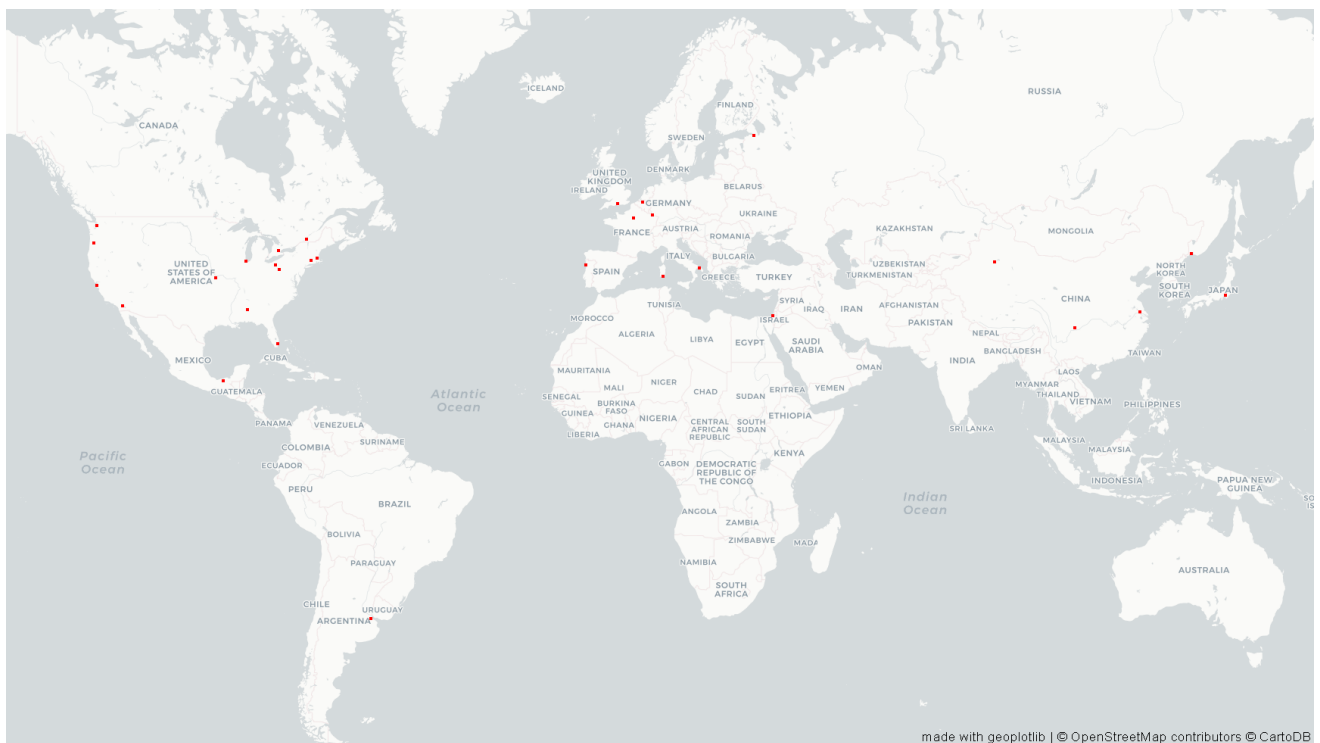 ICELAND
RUSSIA
FINLAND
CANADA
SWEDEN
UNITED
KINGDOM
DENMARK
IRELAND
BELARUS
GERMANY
UKRAINE
FRANCE
AUSTRIA
KAZAKHSTAN
MONGOLIA
ROMANIA
ITALY
BULGARIA
UNITED
STATES OF
AMERICA
SPAIN
GREECE
TURKEY
UZBEKISTAN
TURKMENISTAN
NORTH
KOREA
SOUTH
KOREA
JAPAN
CHINA
TUNISIA
SYRIA
MOROCCO
ISRAEL
IRAQ
IRAN
AFGHANISTAN
PAKISTAN
ALGERIA
LIBYA
EGYPT
SAUDI
ARABIA
NEPAL
BANGLADESH
TAIWAN
MEXICO
CUBA
INDIA
OMAN
LAOS
MYANMAR
MAURITANIA
MALI
NIGER
CHAD
SUDAN
ERITREA
YEMEN
THAILAND
VIETNAM
PHILIPPINES
GUATEMALA
Atlantic
Ocean
SENEGAL
BURKINA
FASO
GUINEA
GHANA
NIGERIA
CENTRAL
AFRICAN
REPUBLIC
SOUTH
SUDAN
ETHIOPIA
LIBERIA
SRI LANKA
PANAMA
VENEZUELA
SURINAME
COLOMBIA
MALAYSIA
MALAYSIA
Pacific
Ocean
ECUADOR
GABON
DEMOCRATIC
REPUBLIC OF
THE CONGO
KENYA
INDONESIA
PAPUA NEW
GUINEA
PERU
BRAZIL
Indian
Ocean
SO
IS
ANGOLA
ZAMBIA
BOLIVIA
ZIMBABWE
MADA
PARAGUAY
NAMIBIA
AUSTRALIA
SOUTH
AFRICA
CHILE
URUGUAY
ARGENTINA
made with geoplotlib | © OpenStreetMap contributors © CartoDB